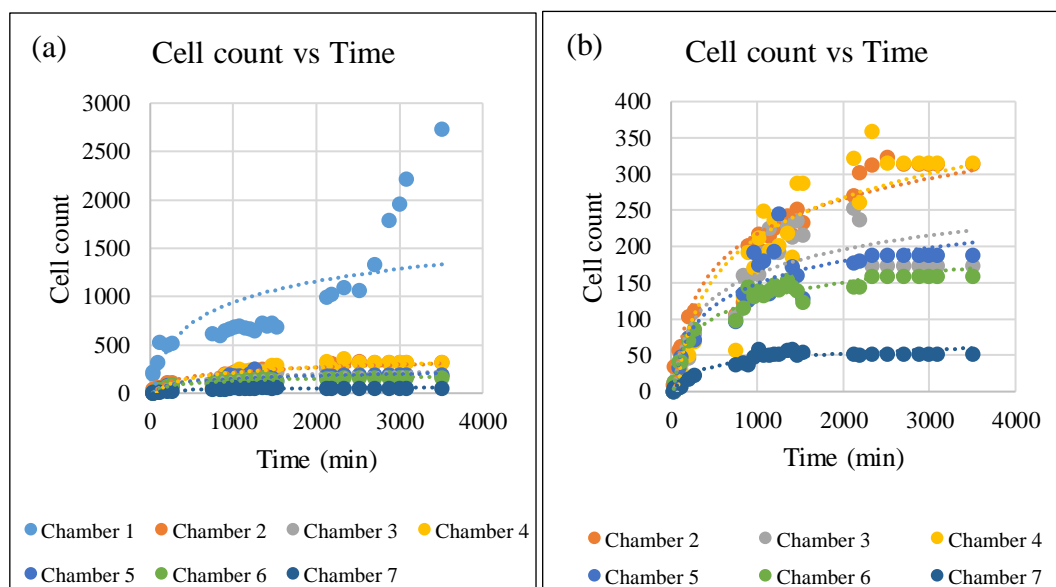 (a)
Cell count vs Time
3000
2500
2000
1500
1000
500
0
0 1000 2000 3000 4000
Cell count
Time (min)
Chamber 1 Chamber 2 Chamber 3 Chamber 4
Chamber 5 Chamber 6 Chamber 7
(b)
Cell count vs Time
400
350
300
250
200
150
100
50
0
0 1000 2000 3000 4000
Cell count
Time (min)
Chamber 2 Chamber 3 Chamber 4
Chamber 5 Chamber 6 Chamber 7